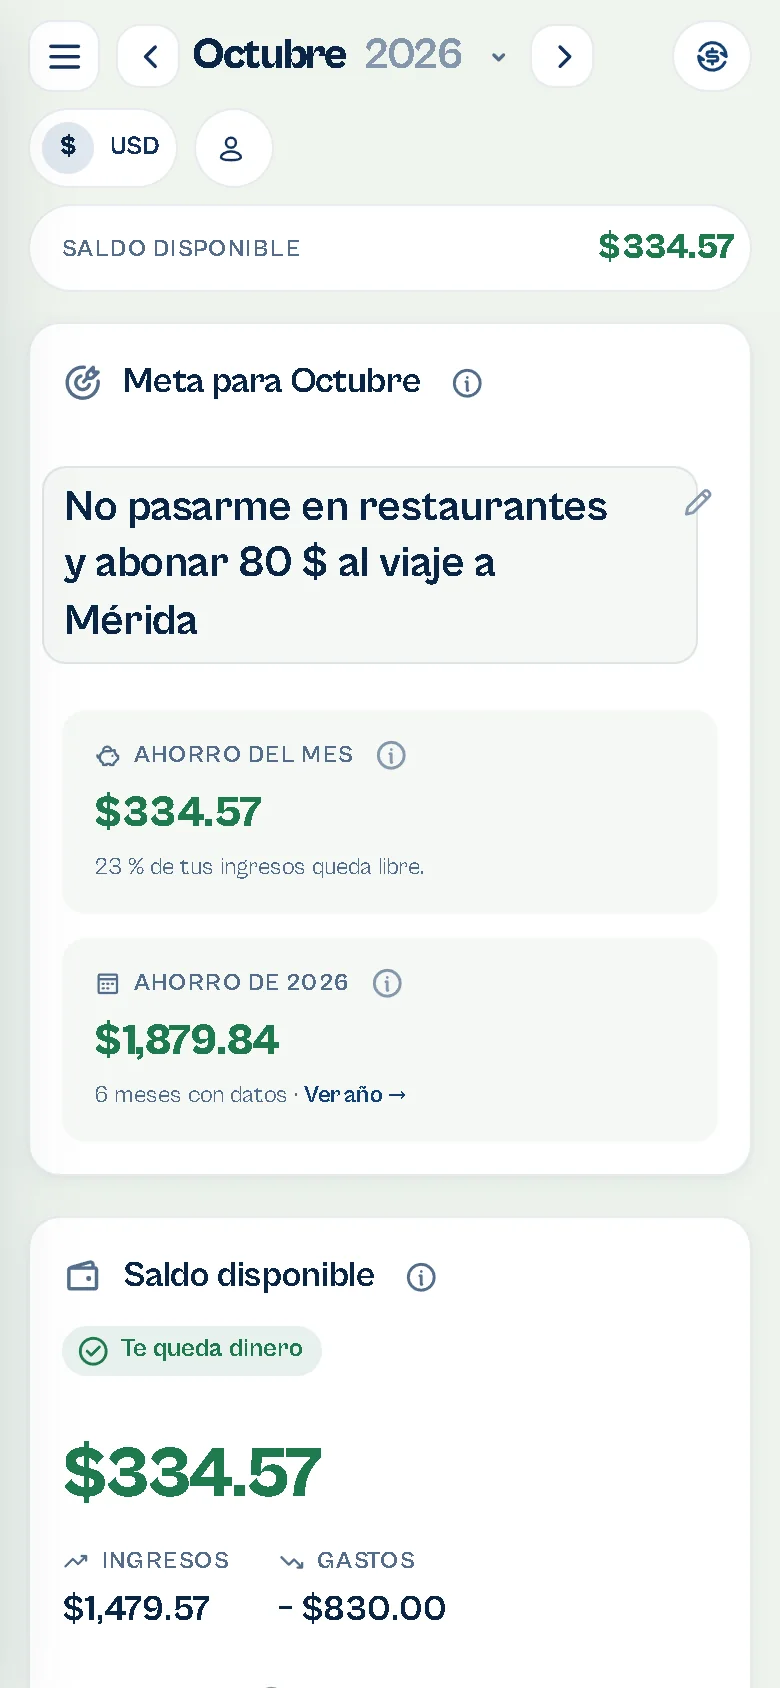 Octubre 2026
$ USD
SALDO DISPONIBLE $334.57
Meta para Octubre
No pasarme en restaurantes
y abonar 80 $ al viaje a
Mérida
AHORRO DEL MES
$334.57
23 % de tus ingresos queda libre.
AHORRO DE 2026
$1,879.84
6 meses con datos · Ver año →
Saldo disponible
Te queda dinero
$334.57
INGRESOS GASTOS
$1,479.57 − $830.00